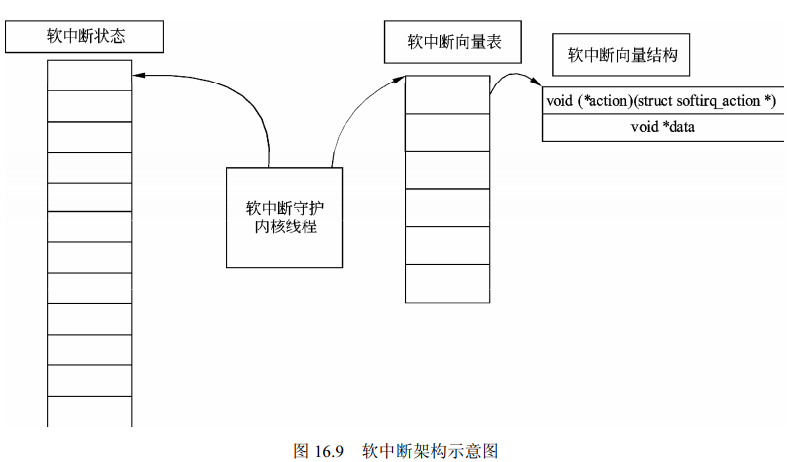 软中断状态
软中断向量表
软中断向量结构
void (*action)(struct softirq_action *)
void *data
软中断守护
内核线程
图 16.9 软中断架构示意图